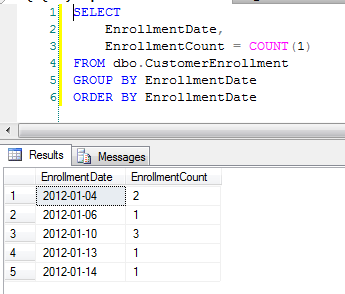 1 SELECT
2 EnrollmentDate,
3 EnrollmentCount = COUNT(1)
4 FROM dbo.CustomerEnrollment
5 GROUP BY EnrollmentDate
6 ORDER BY EnrollmentDate
Results Messages
EnrollmentDate EnrollmentCount
1 2012-01-04 2
2 2012-01-06 1
3 2012-01-10 3
4 2012-01-13 1
5 2012-01-14 1